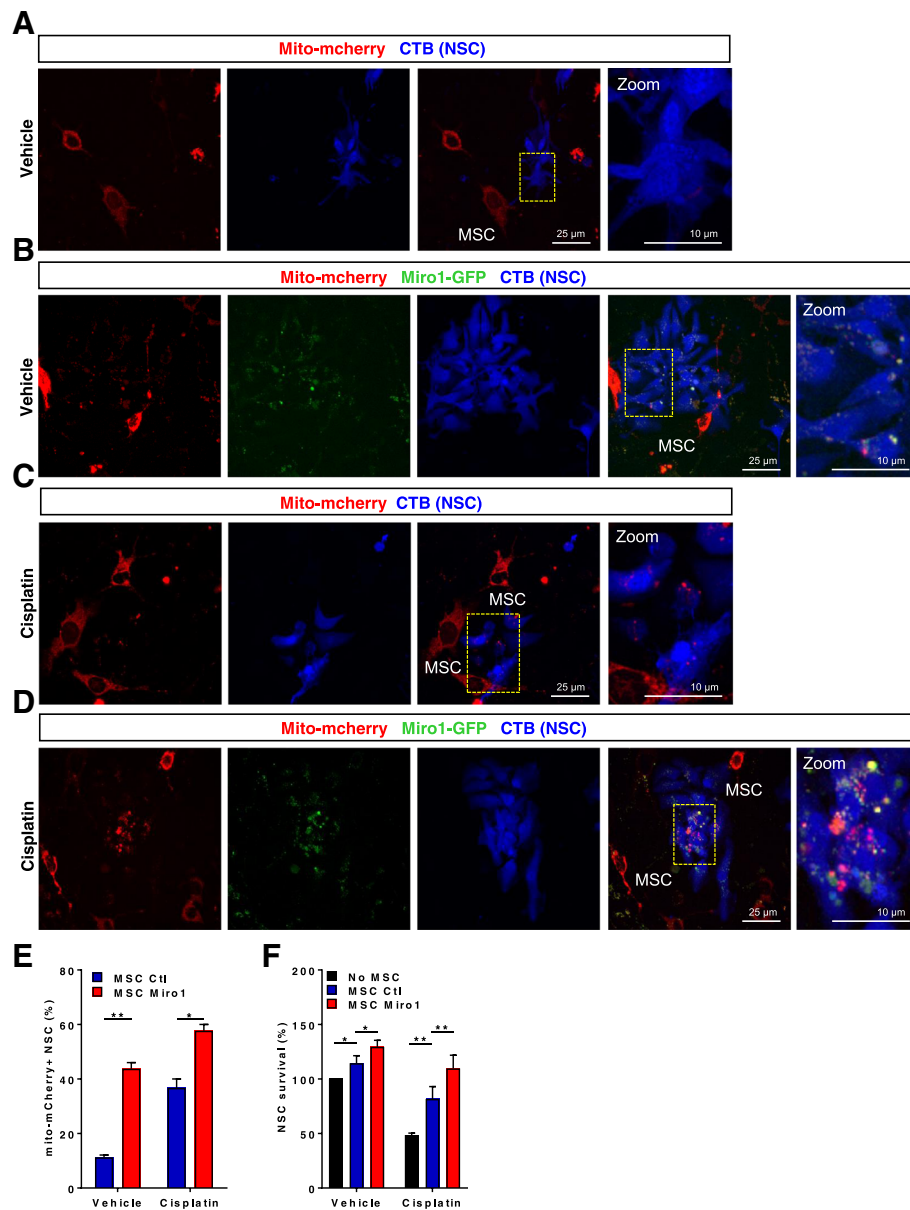 A
Mito-mcherry CTB (NSC)
Vehicle
Zoom
MSC
25 µm
10 µm
B
Mito-mcherry Miro1-GFP CTB (NSC)
Vehicle
Zoom
MSC
25 µm
10 µm
C
Mito-mcherry CTB (NSC)
Cisplatin
Zoom
MSC
MSC
25 µm
10 µm
D
Mito-mcherry Miro1-GFP CTB (NSC)
Cisplatin
Zoom
MSC
MSC
25 µm
10 µm
E
mito-mCherry+ NSC (%)
80
60
40
20
0
MSC Ctl
MSC Miro1
**
*
Vehicle Cisplatin
F
NSC survival (%)
200
150
100
50
0
No MSC
MSC Ctl
MSC Miro1
* *
** **
Vehicle Cisplatin